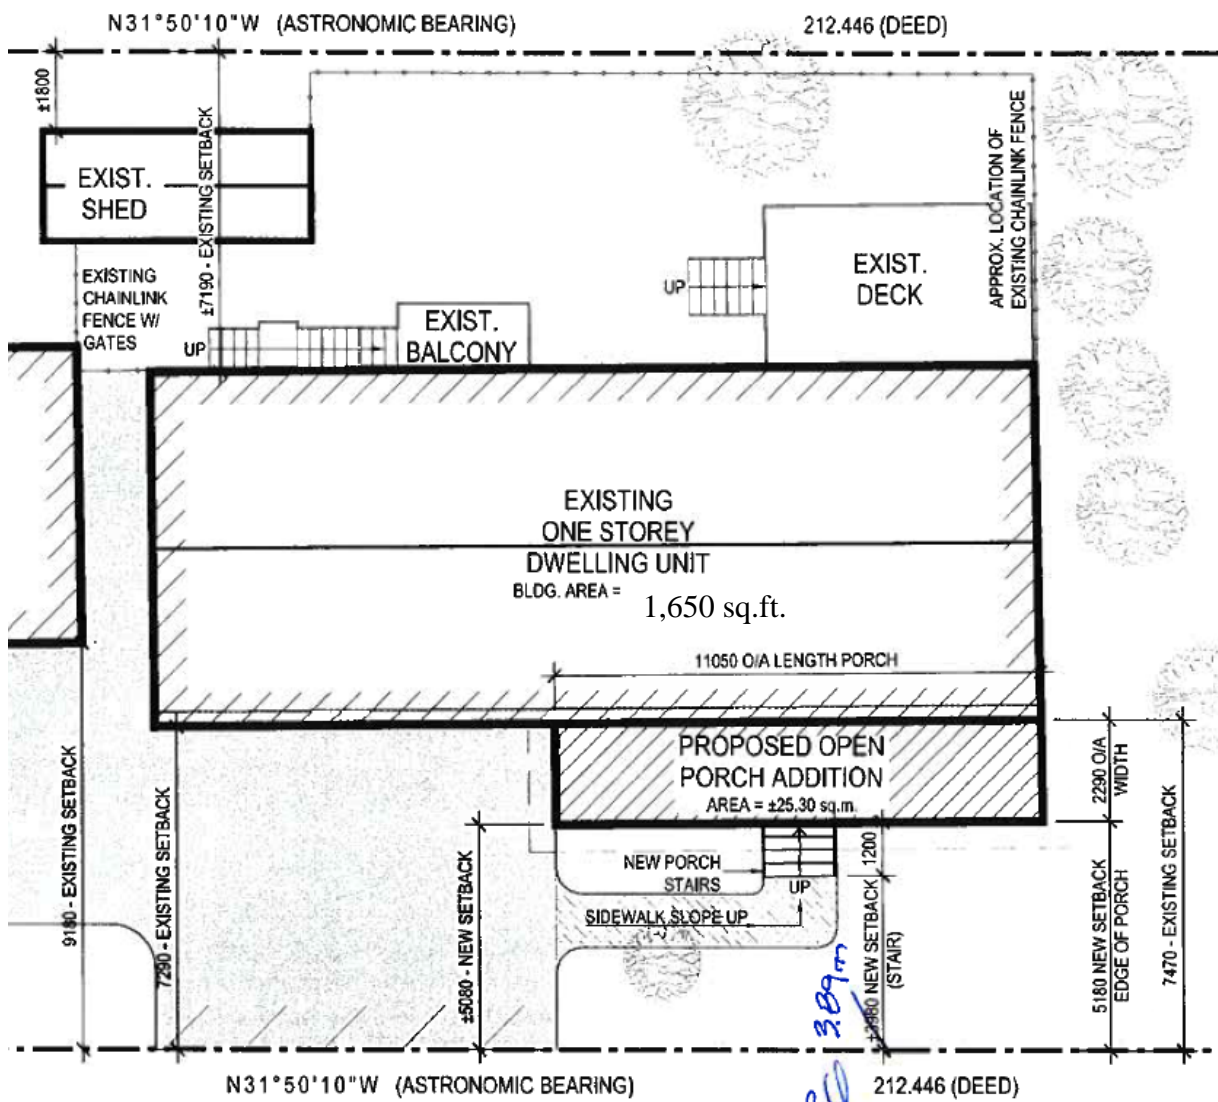 N31°50'10"W (ASTRONOMIC BEARING)
212.446 (DEED)
±1800
±7190 - EXISTING SETBACK
EXIST.
SHED
APPROX. LOCATION OF
EXISTING CHAINLINK FENCE
EXISTING
CHAINLINK
FENCE W/
GATES
UP
EXIST.
BALCONY
UP
EXIST.
DECK
EXISTING
ONE STOREY
DWELLING UNIT
BLDG. AREA =
1,650 sq.ft.
11050 O/A LENGTH PORCH
PROPOSED OPEN
PORCH ADDITION
AREA = ±25.30 sq.m.
2290 O/A
WIDTH
9180 - EXISTING SETBACK
7290 - EXISTING SETBACK
±5080 - NEW SETBACK
NEW PORCH
STAIRS
UP
1200
SIDEWALK SLOPE UP
3.89m
±3980 NEW SETBACK
(STAIR)
5180 NEW SETBACK
EDGE OF PORCH
7470 - EXISTING SETBACK
N31°50'10"W (ASTRONOMIC BEARING)
212.446 (DEED)